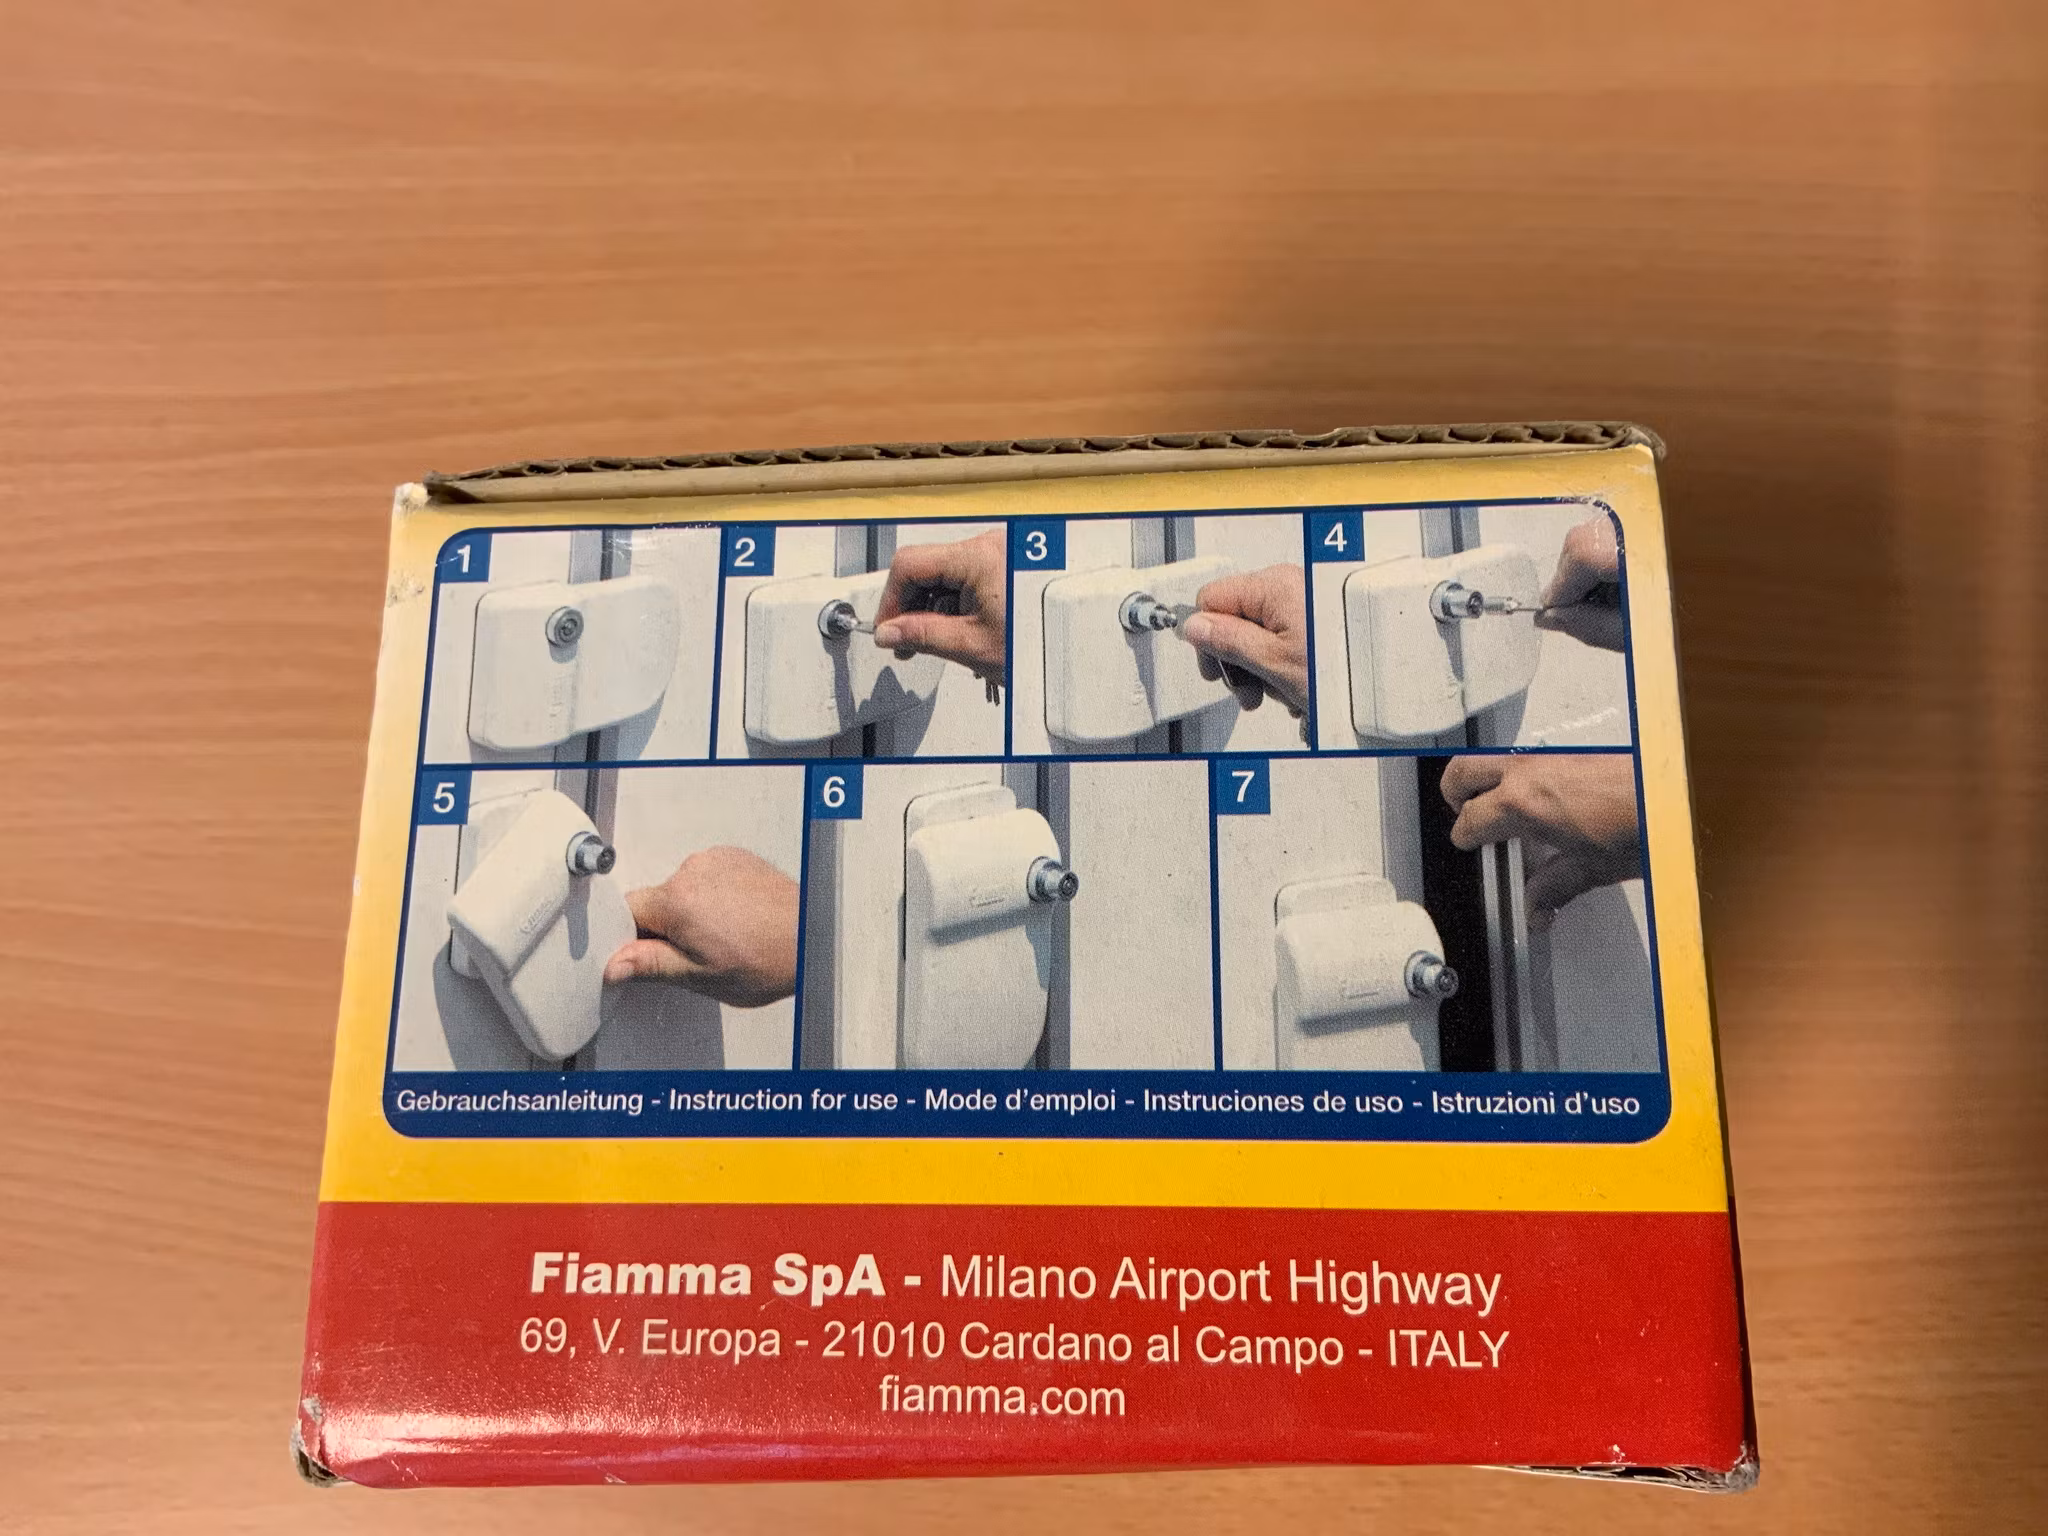 1 2 3 4
5 6 7
Gebrauchsanleitung - Instruction for use - Mode d'emploi - Instruciones de uso - Istruzioni d'uso
Fiamma SpA - Milano Airport Highway
69, V. Europa - 21010 Cardano al Campo - ITALY
fiamma.com